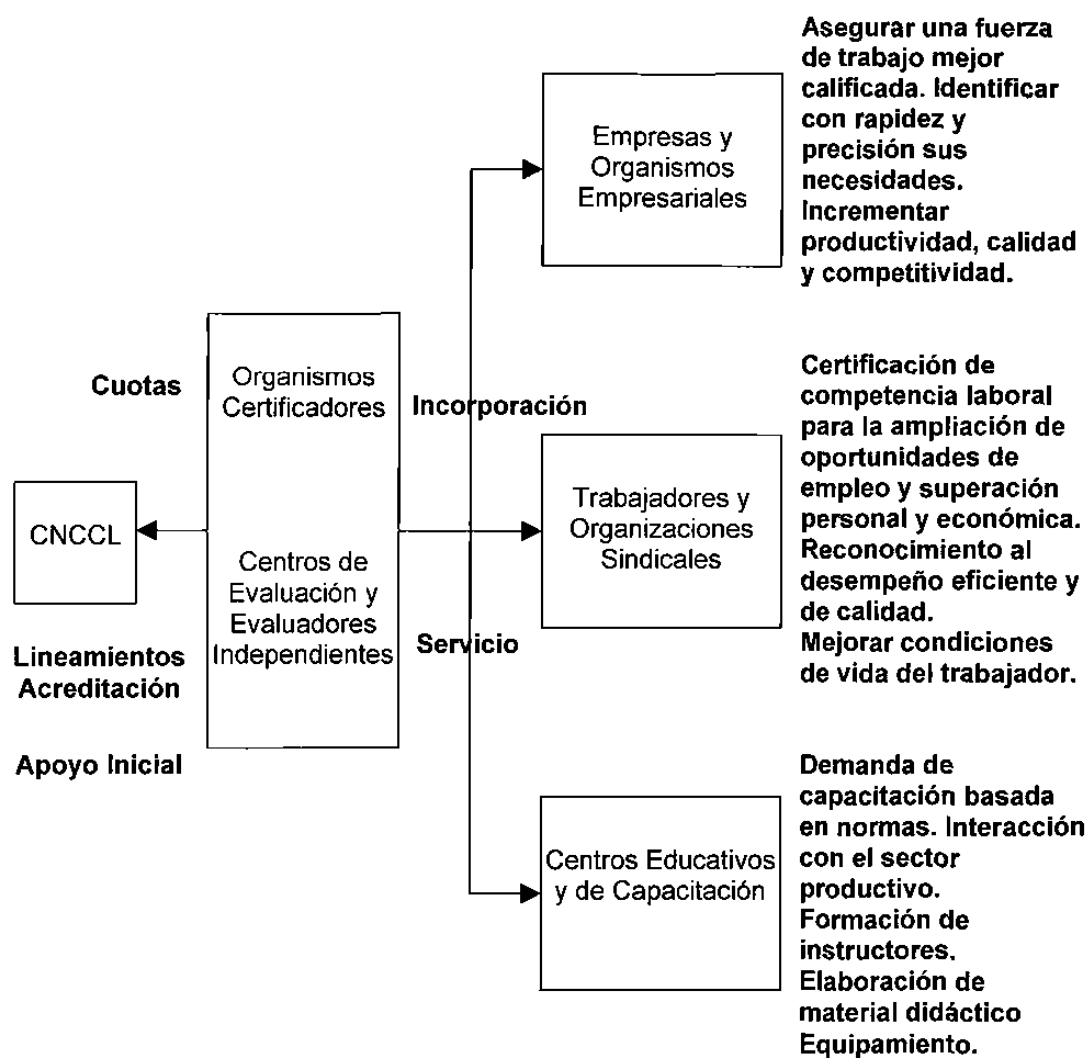 Asegurar una fuerza
de trabajo mejor
calificada. Identificar
con rapidez y
precisión sus
necesidades.
Incrementar
productividad, calidad
y competitividad.
Empresas y
Organismos
Empresariales
Cuotas
Organismos
Certificadores
Incorporación
CNCCL
Centros de
Evaluación y
Evaluadores
Independientes
Servicio
Lineamientos
Acreditación
Apoyo Inicial
Trabajadores y
Organizaciones
Sindicales
Certificación de
competencia laboral
para la ampliación de
oportunidades de
empleo y superación
personal y económica.
Reconocimiento al
desempeño eficiente y
de calidad.
Mejorar condiciones
de vida del trabajador.
Centros Educativos
y de Capacitación
Demanda de
capacitación basada
en normas. Interacción
con el sector
productivo.
Formación de
instructores.
Elaboración de
material didáctico
Equipamiento.